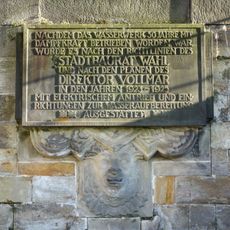 NACHDEM DAS WASSERWERK 50 JAHRE MIT
DAMPFKRAFT BETRIEBEN WORDEN WAR,
WURDE ES NACH DEN RICHTLINIEN DES
STADTBAURAT WAHL
UND NACH DEN PLÄNEN DES
DIREKTOR VOLLMAR
IN DEN JAHREN 1923-1925
MIT ELEKTRISCHEM ANTRIEB UND EIN-
RICHTUNGEN ZUR WASSERAUFBEREITUNG
AUSGESTATTET